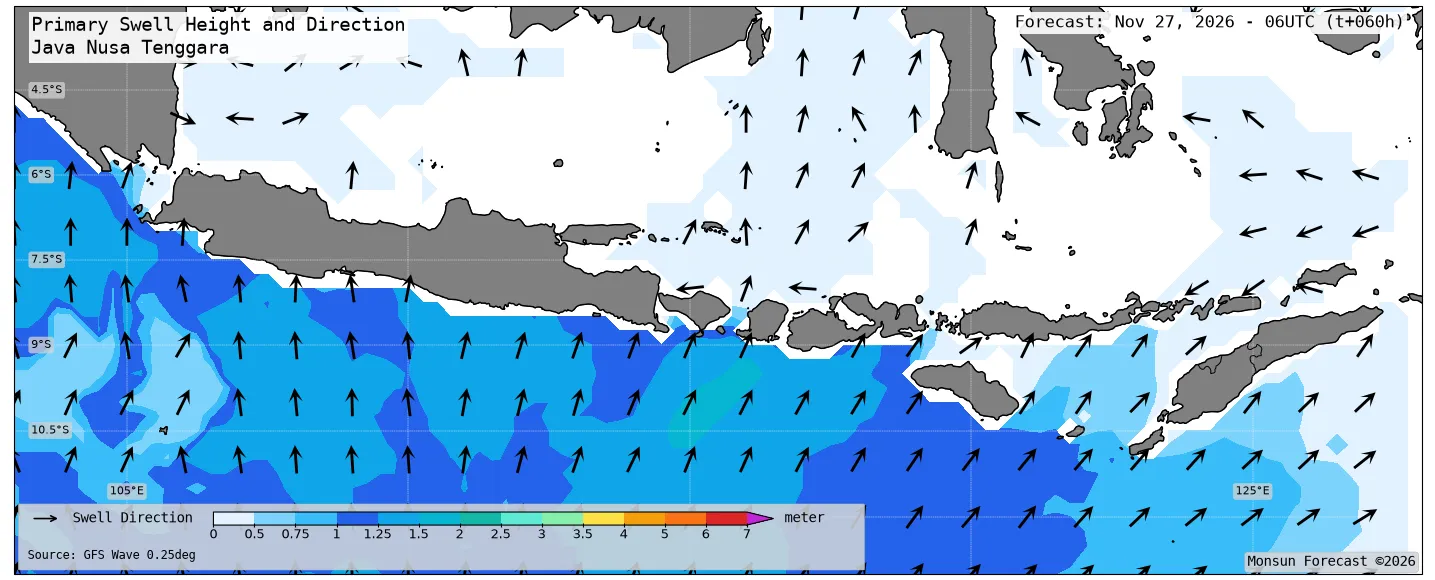 Primary Swell Height and Direction
Java Nusa Tenggara
Forecast: Nov 27, 2026 - 06UTC (t+060h)
4.5°S
6°S
7.5°S
9°S
10.5°S
105°E
125°E
Swell Direction
meter
0 0.5 0.75 1 1.25 1.5 2 2.5 3 3.5 4 5 6 7
Source: GFS Wave 0.25deg
Monsun Forecast ©2026